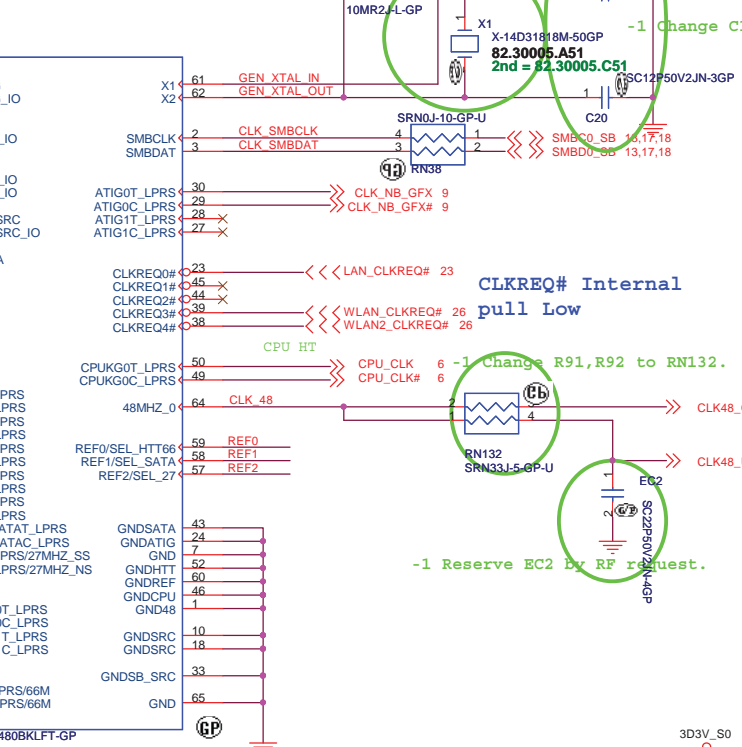 10MR2J-L-GP
1
X1
X-14D31818M-50GP
82.30005.A51
2nd = 82.30005.C51
-1 Change C
SC12P50V2JN-3GP
1
C20
X1 61 GEN_XTAL_IN
X2 62 GEN_XTAL_OUT
_IO
SRN0J-10-GP-U
_IO
SMBCLK 2 CLK_SMBCLK 4 1 SMBC0_SB 13,17,18
SMBDAT 3 CLK_SMBDAT 3 2 SMBD0_SB 13,17,18
RN38
_IO
_IO
ATIG0T_LPRS 30 CLK_NB_GFX 9
ATIG0C_LPRS 29 CLK_NB_GFX# 9
SRC ATIG1T_LPRS 28
SRC_IO ATIG1C_LPRS 27
A
CLKREQ0# 23 LAN_CLKREQ# 23
CLKREQ1# 45
CLKREQ2# 44
CLKREQ3# 39 WLAN_CLKREQ# 26
CLKREQ4# 38 WLAN2_CLKREQ# 26
CLKREQ# Internal
pull Low
CPU HT
-1 Change R91,R92 to RN132.
CPUKG0T_LPRS 50 CPU_CLK 6
CPUKG0C_LPRS 49 CPU_CLK# 6
PRS
LPRS 48MHZ_0 64 CLK_48 2 3 CLK48_
LPRS 1 4
LPRS
LPRS REF0/SEL_HTT66 59 REF0
LPRS REF1/SEL_SATA 58 REF1 CLK48_
LPRS REF2/SEL_27 57 REF2
RN132
SRN33J-5-GP-U
PRS
PRS
LPRS
EC2
1
2
SC22P50V2JN-4GP
-1 Reserve EC2 by RF request.
ATAT_LPRS GNDSATA 43
ATAC_LPRS GNDATIG 24
LPRS/27MHZ_SS GND 7
LPRS/27MHZ_NS GNDHTT 52
GNDREF 60
GNDCPU 46
0T_LPRS GND48 1
0C_LPRS
T_LPRS GNDSRC 10
C_LPRS GNDSRC 18
GNDSB_SRC 33
PRS/66M
PRS/66M GND 65
GP
480BKLFT-GP
3D3V_S0